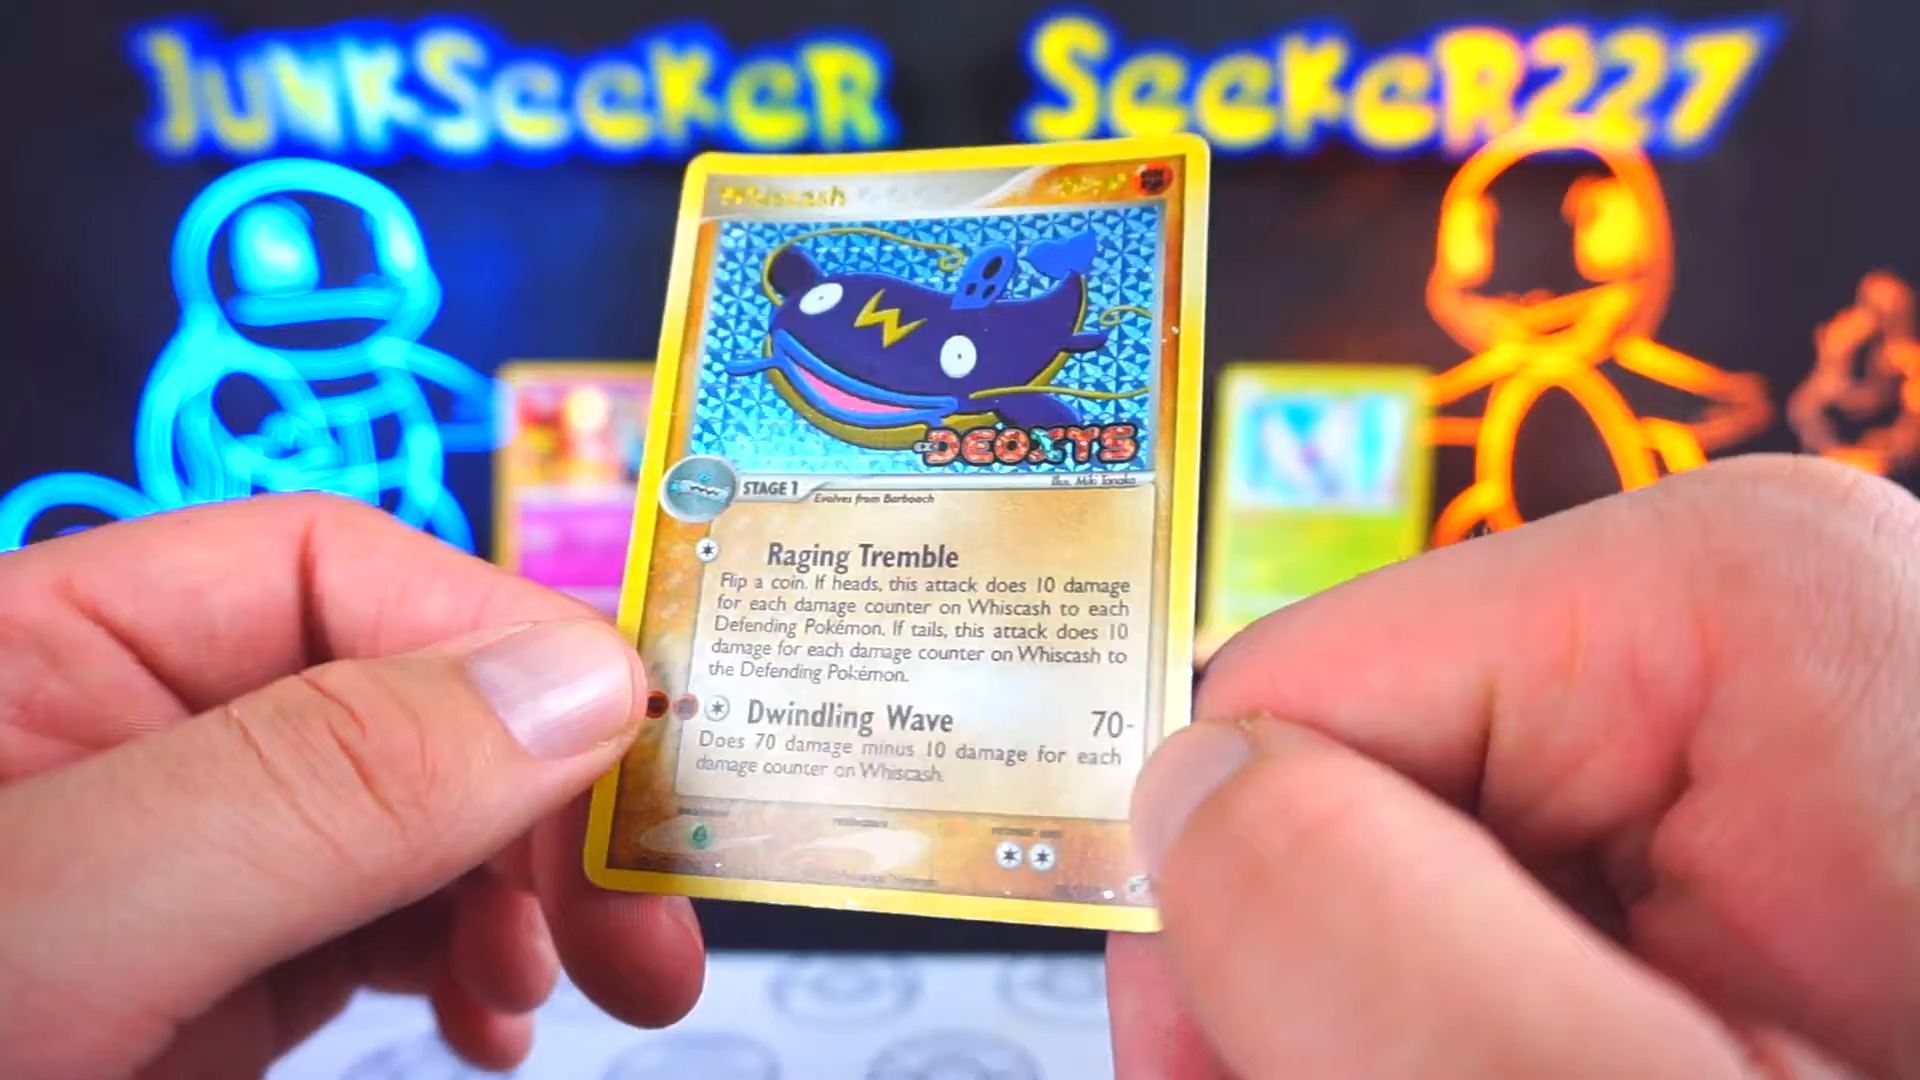 JUNKSeeKeR SeeKeR227
Whiscash
DEOXYS
Illus. Miki Tanaka
STAGE 1
Evolves from Barboach
Raging Tremble
Flip a coin. If heads, this attack does 10 damage
for each damage counter on Whiscash to each
Defending Pokémon. If tails, this attack does 10
damage for each damage counter on Whiscash to
the Defending Pokémon.
Dwindling Wave 70-
Does 70 damage minus 10 damage for each
damage counter on Whiscash.